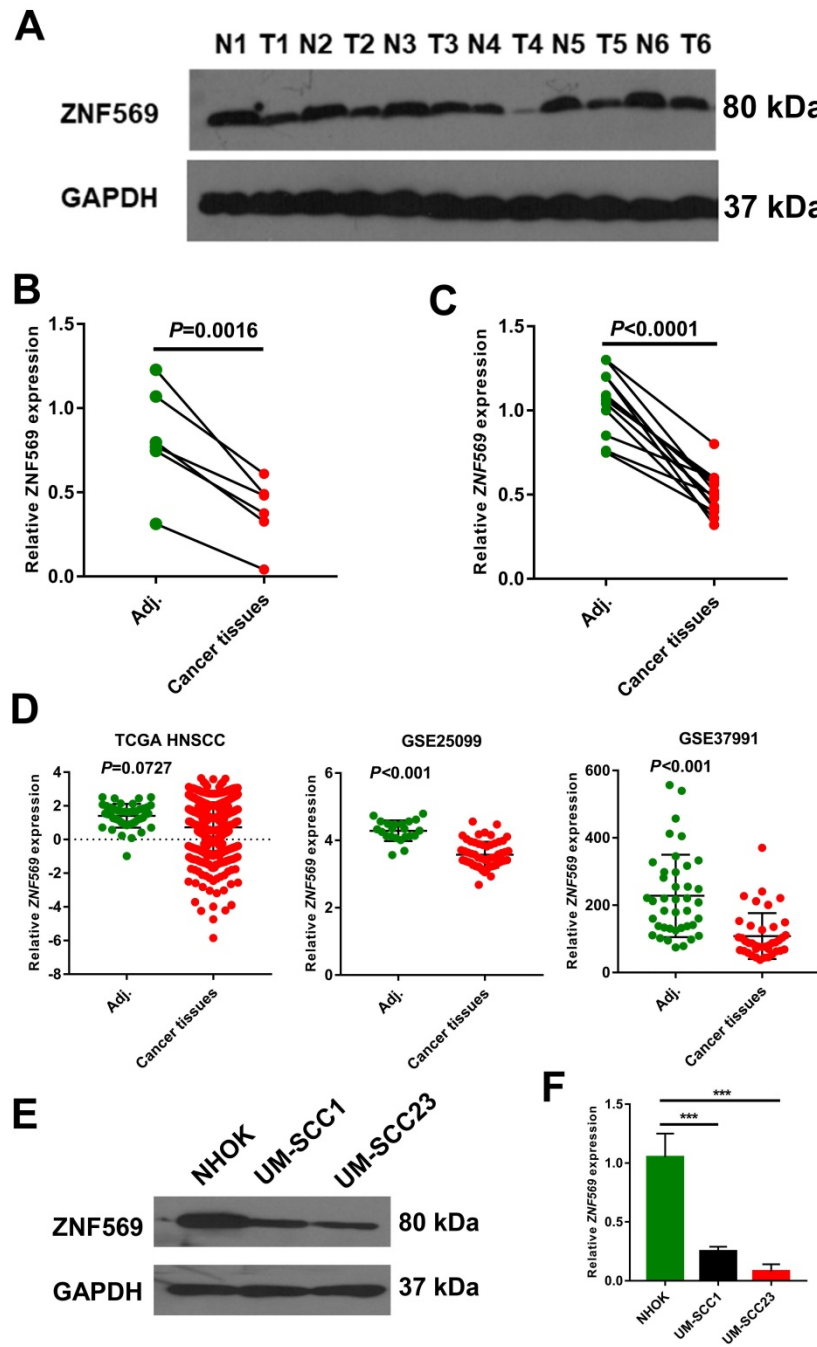 A
N1 T1 N2 T2 N3 T3 N4 T4 N5 T5 N6 T6
ZNF569
80 kDa
GAPDH
37 kDa
B
P=0.0016
Relative ZNF569 expression
1.5
1.0
0.5
0.0
Adj.
Cancer tissues
C
P<0.0001
Relative ZNF569 expression
1.5
1.0
0.5
0.0
Adj.
Cancer tissues
D
TCGA HNSCC
P=0.0727
Relative ZNF569 expression
4
2
0
-2
-4
-6
-8
Adj.
Cancer tissues
GSE25099
P<0.001
Relative ZNF569 expression
6
4
2
0
Adj.
Cancer tissues
GSE37991
P<0.001
Relative ZNF569 expression
600
400
200
0
Adj.
Cancer tissues
E
NHOK UM-SCC1 UM-SCC23
ZNF569
80 kDa
GAPDH
37 kDa
F
***
***
Relative ZNF569 expression
1.5
1.0
0.5
0.0
NHOK
UM-SCC1
UM-SCC23